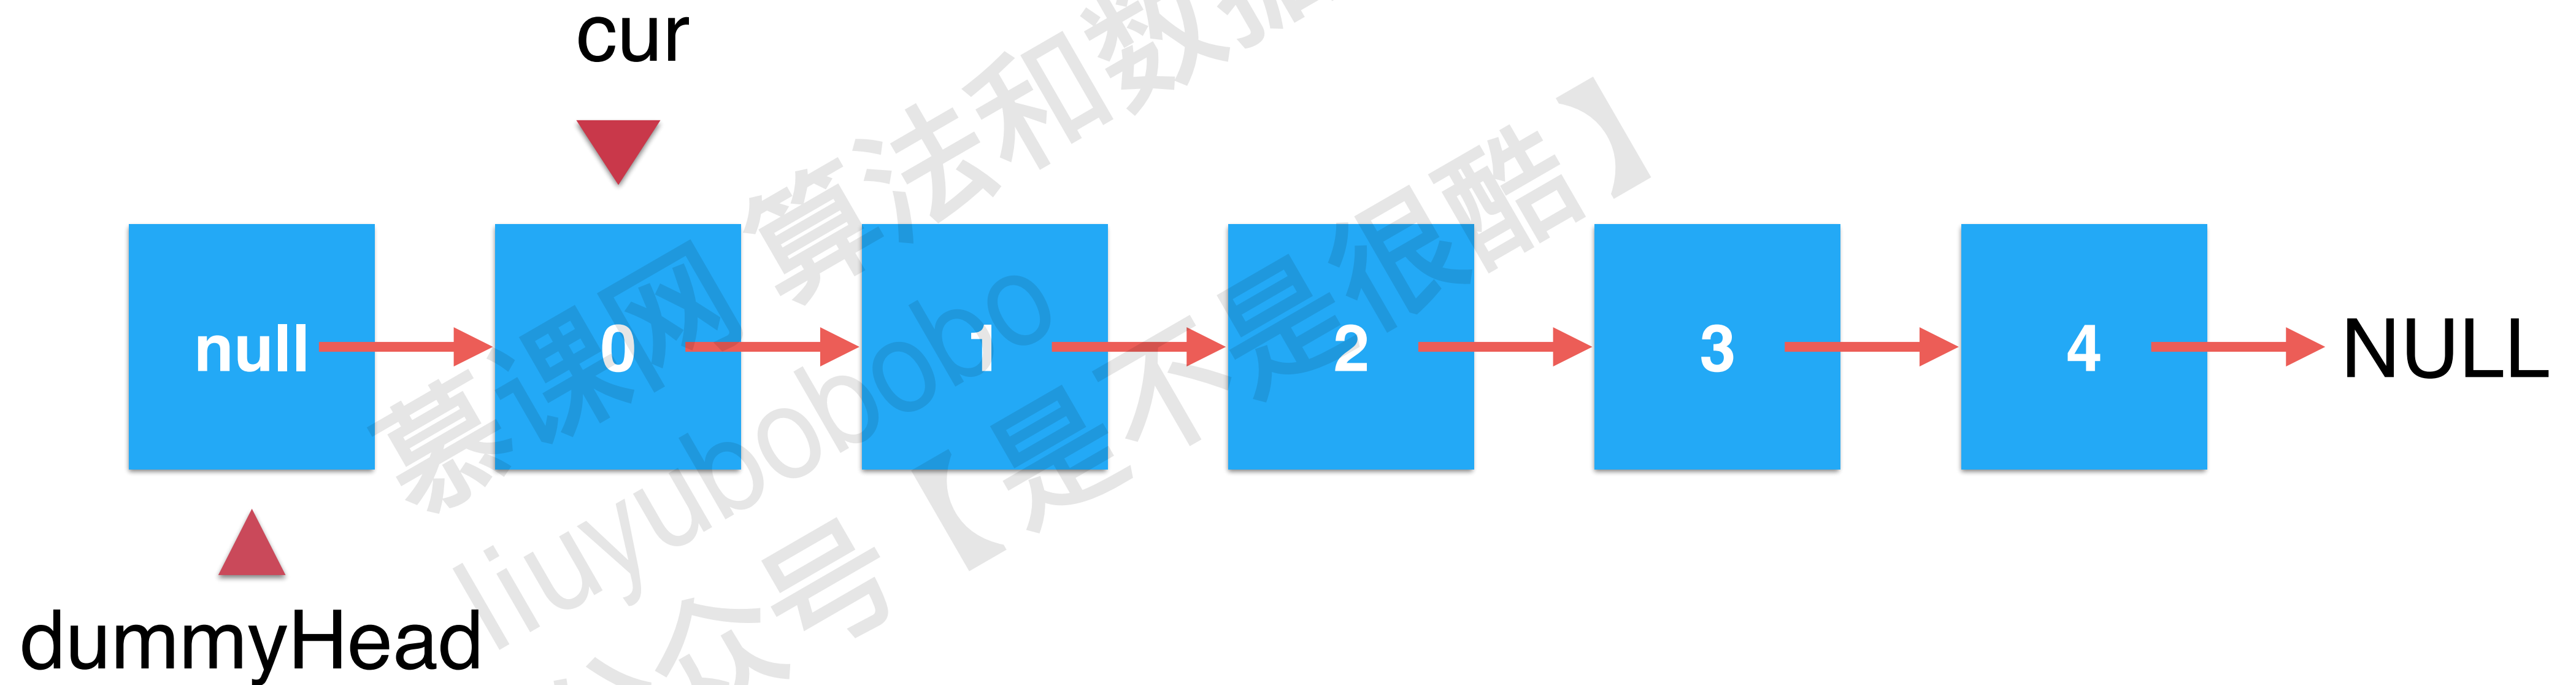 cur
null 0 1 2 3 4 NULL
dummyHead
慕课网 算法和数据
liuyubobobo
公众号【是不是很酷】